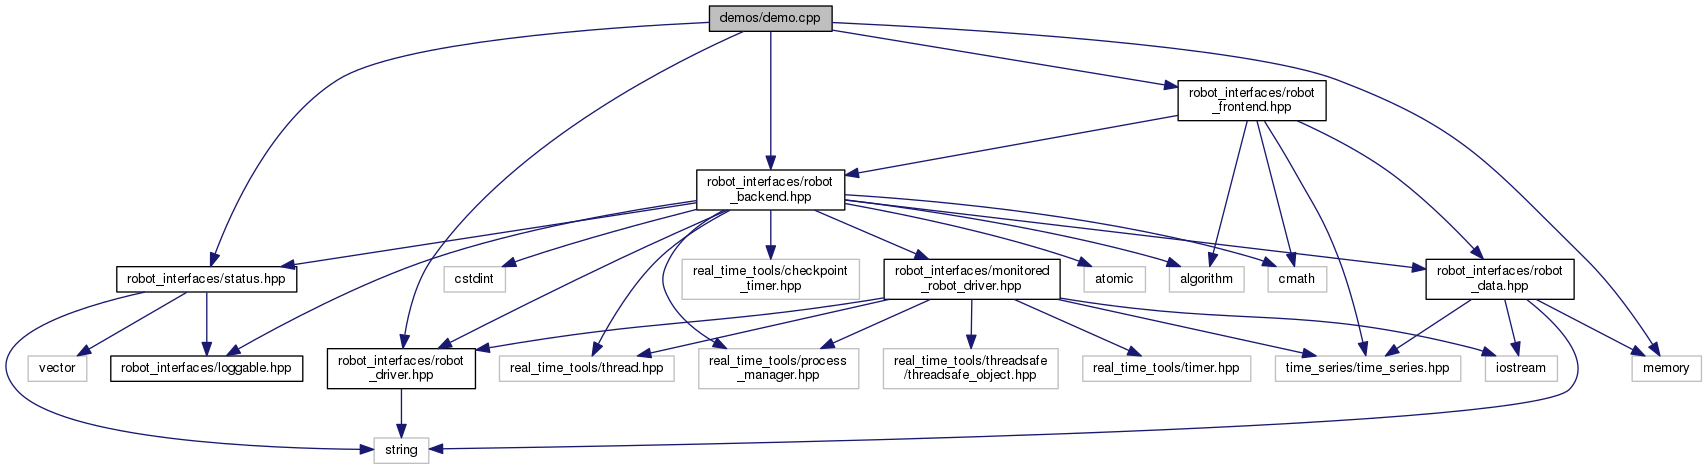 demos/demo.cpp
robot_interfaces/robot
_frontend.hpp
robot_interfaces/robot
_backend.hpp
robot_interfaces/status.hpp
cstdint
real_time_tools/checkpoint
_timer.hpp
robot_interfaces/monitored
_robot_driver.hpp
atomic
algorithm
cmath
robot_interfaces/robot
_data.hpp
vector
robot_interfaces/loggable.hpp
robot_interfaces/robot
_driver.hpp
real_time_tools/thread.hpp
real_time_tools/process
_manager.hpp
real_time_tools/threadsafe
/threadsafe_object.hpp
real_time_tools/timer.hpp
time_series/time_series.hpp
iostream
memory
string